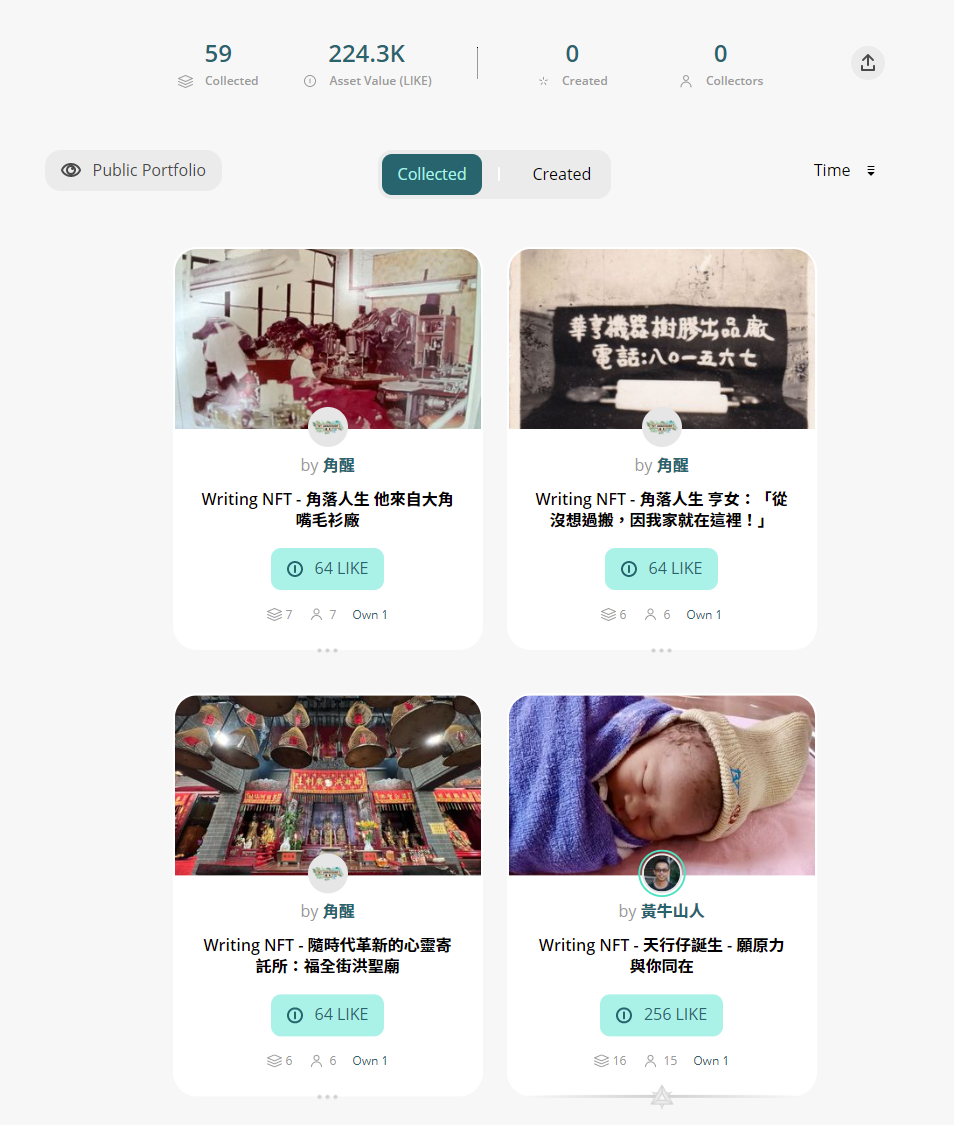 59
Collected
224.3K
Asset Value (LIKE)
0
Created
0
Collectors
Public Portfolio
Collected
Created
Time
華亨機器樹膠出品廠
電話:八〇一五六七
by 角醒
Writing NFT - 角落人生 他來自大角
嘴毛衫廠
64 LIKE
7
7
Own 1
by 角醒
Writing NFT - 角落人生 亨女：「從
沒想過搬，因我家就在這裡！」
64 LIKE
6
6
Own 1
by 角醒
Writing NFT - 隨時代革新的心靈寄
託所：福全街洪聖廟
64 LIKE
6
6
Own 1
by 黃牛山人
Writing NFT - 天行仔誕生 - 願原力
與你同在
256 LIKE
16
15
Own 1